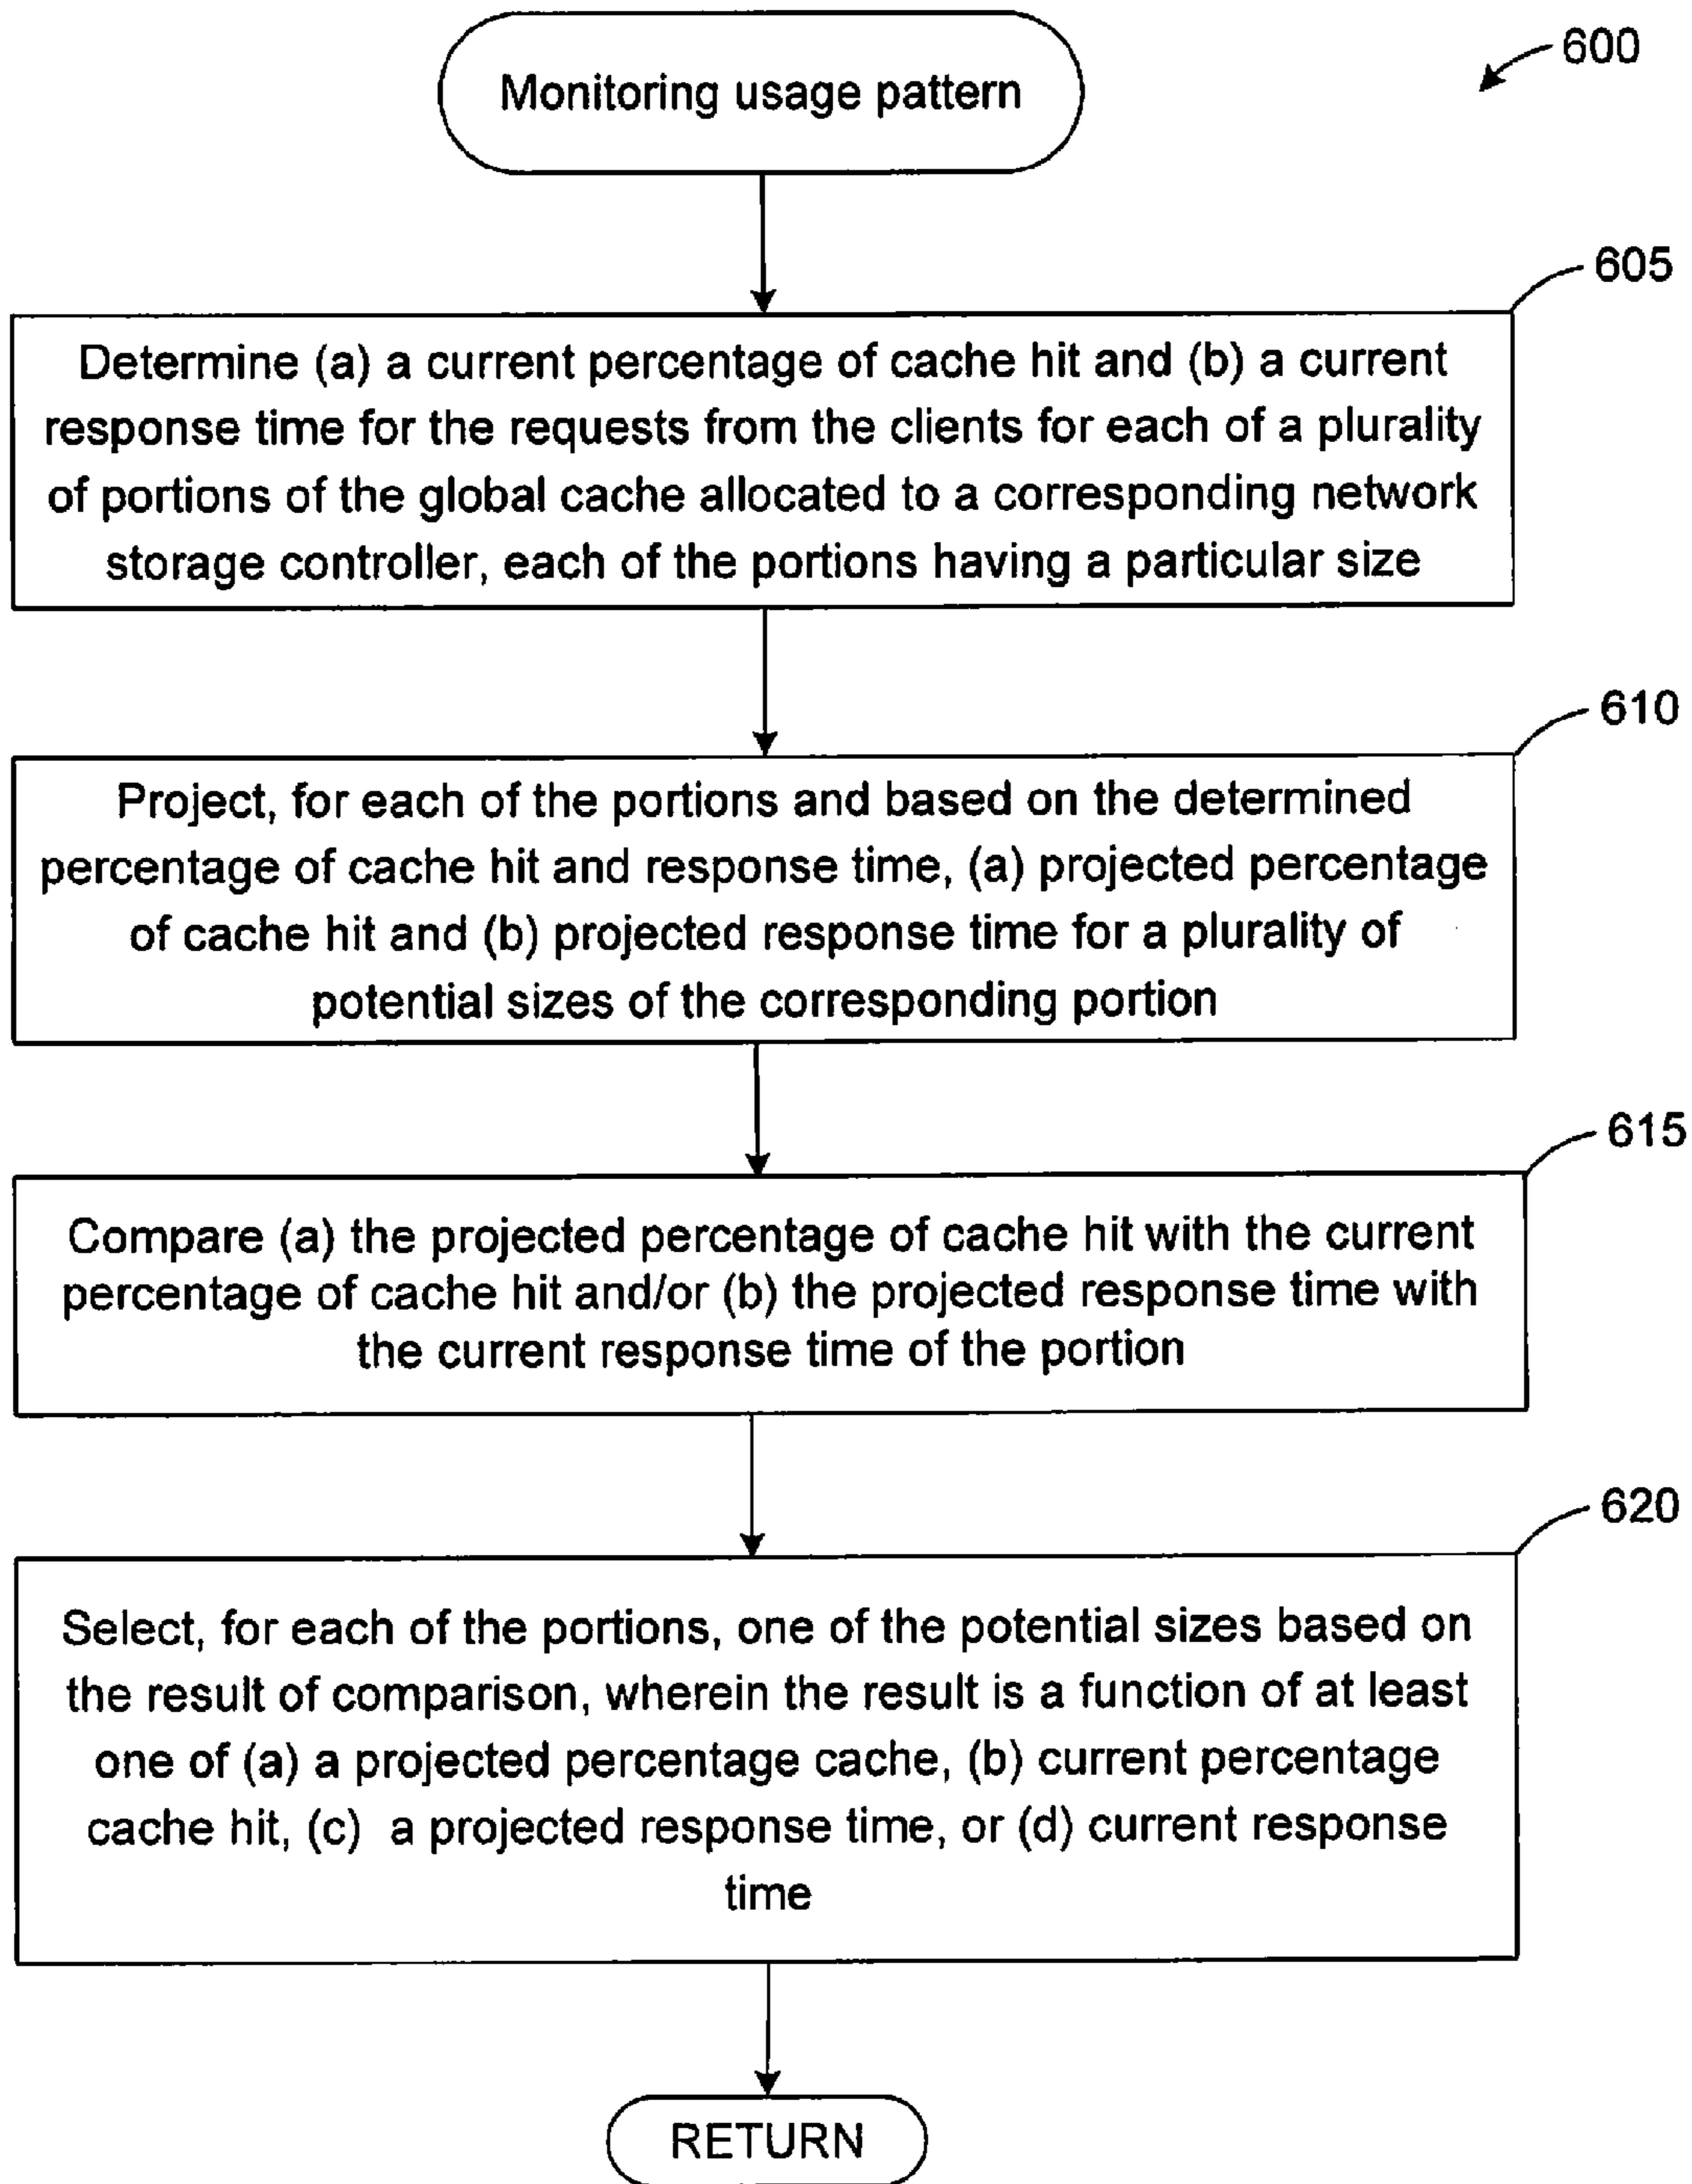 Monitoring usage pattern
600
605
Determine (a) a current percentage of cache hit and (b) a current
response time for the requests from the clients for each of a plurality
of portions of the global cache allocated to a corresponding network
storage controller, each of the portions having a particular size
610
Project, for each of the portions and based on the determined
percentage of cache hit and response time, (a) projected percentage
of cache hit and (b) projected response time for a plurality of
potential sizes of the corresponding portion
615
Compare (a) the projected percentage of cache hit with the current
percentage of cache hit and/or (b) the projected response time with
the current response time of the portion
620
Select, for each of the portions, one of the potential sizes based on
the result of comparison, wherein the result is a function of at least
one of (a) a projected percentage cache, (b) current percentage
cache hit, (c) a projected response time, or (d) current response
time
RETURN